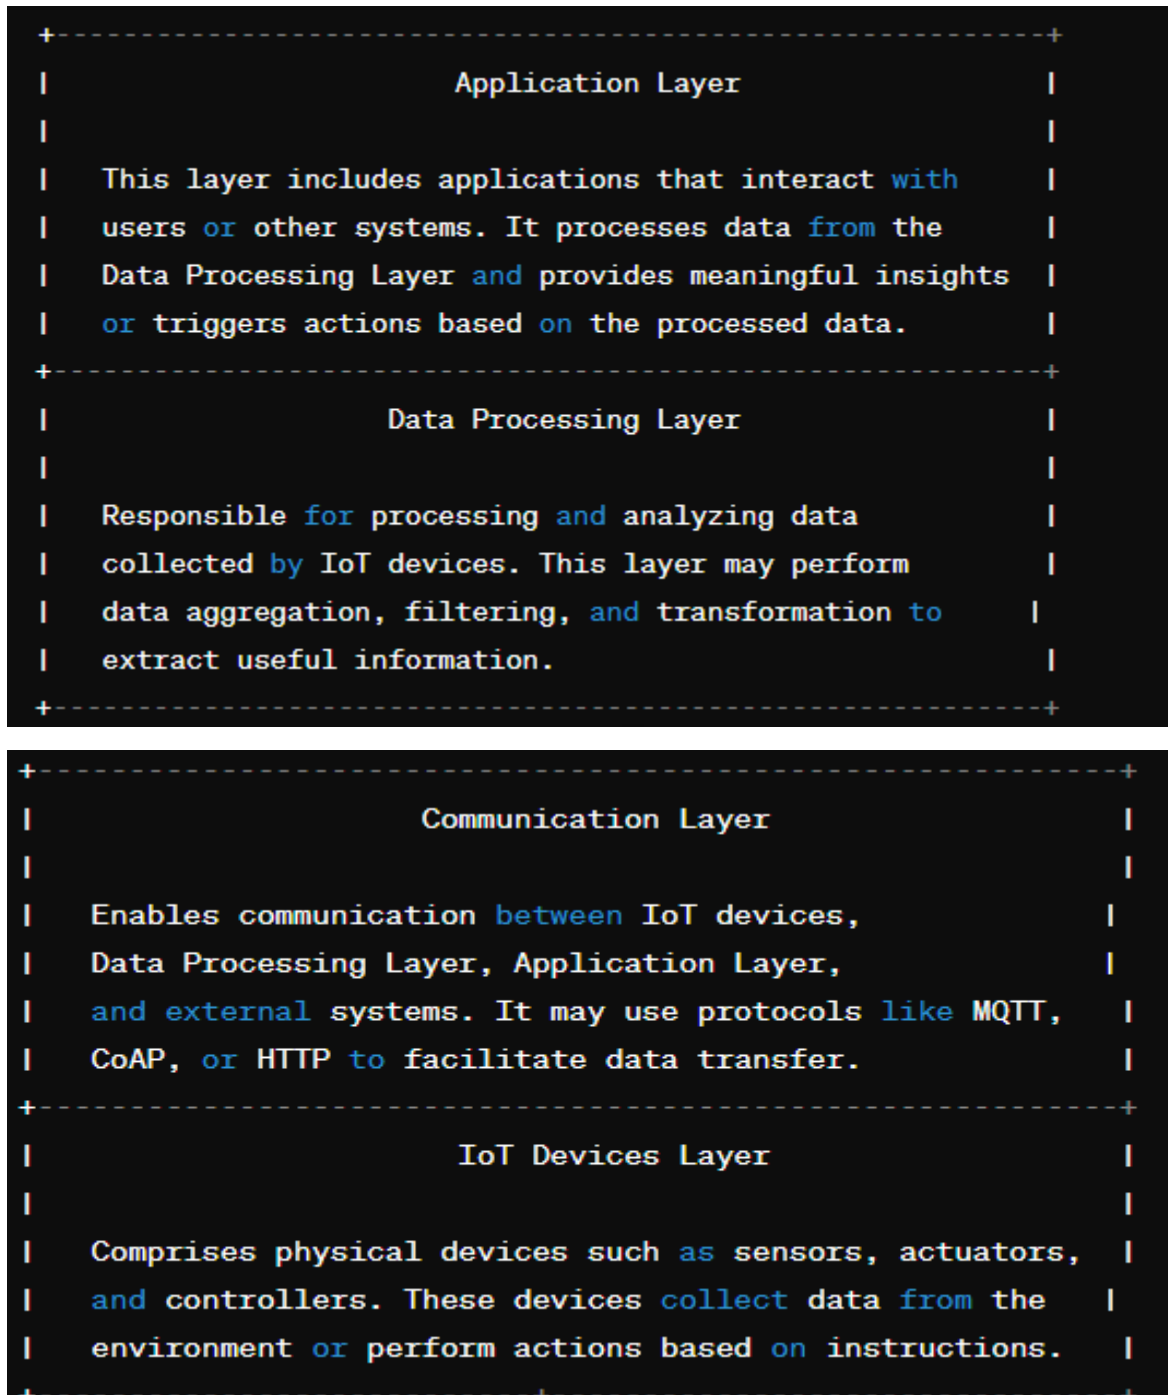 +-----------------------------------------------------------+
| Application Layer |
| |
| This layer includes applications that interact with |
| users or other systems. It processes data from the |
| Data Processing Layer and provides meaningful insights |
| or triggers actions based on the processed data. |
+-----------------------------------------------------------+
| Data Processing Layer |
| |
| Responsible for processing and analyzing data |
| collected by IoT devices. This layer may perform |
| data aggregation, filtering, and transformation to |
| extract useful information. |
+-----------------------------------------------------------+
+-----------------------------------------------------------+
| Communication Layer |
| |
| Enables communication between IoT devices, |
| Data Processing Layer, Application Layer, |
| and external systems. It may use protocols like MQTT, |
| CoAP, or HTTP to facilitate data transfer. |
+-----------------------------------------------------------+
| IoT Devices Layer |
| |
| Comprises physical devices such as sensors, actuators, |
| and controllers. These devices collect data from the |
| environment or perform actions based on instructions. |